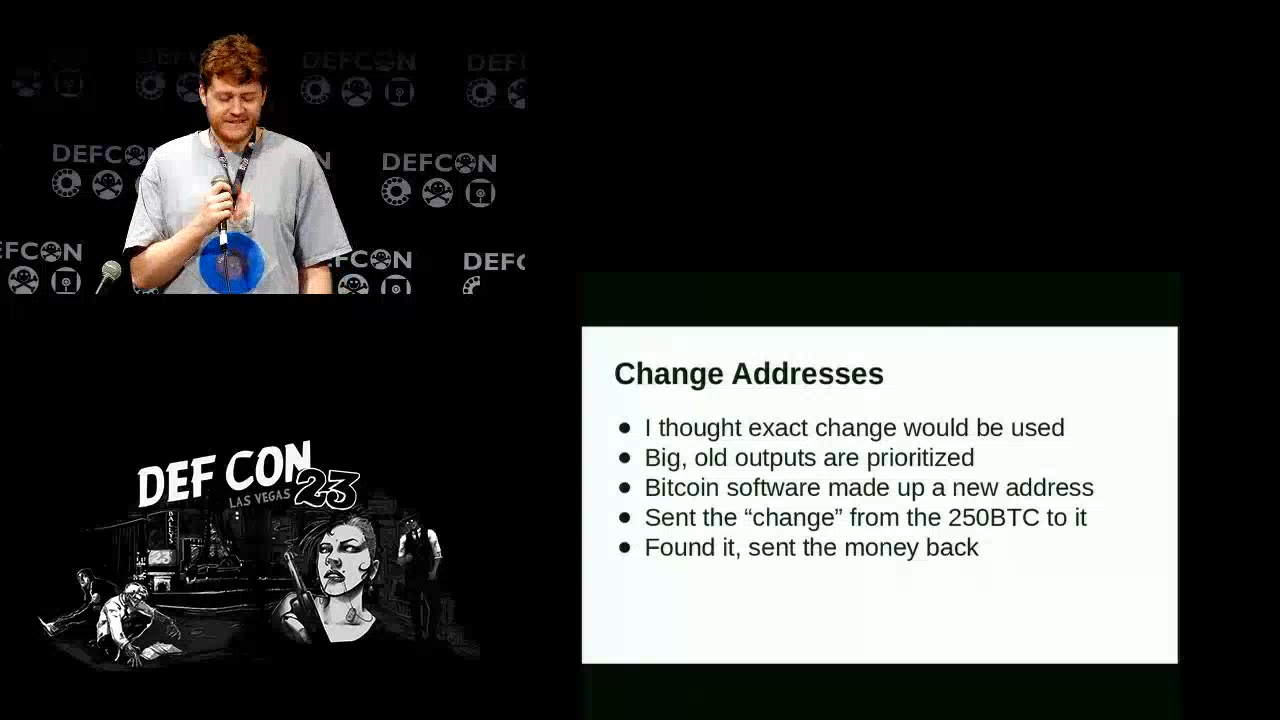 DEFCON
DEFCON
DEFCON
DEFCON
DEFC
DEF CON
23
LAS VEGAS
BALLY'S
Change Addresses
● I thought exact change would be used
● Big, old outputs are prioritized
● Bitcoin software made up a new address
● Sent the “change” from the 250BTC to it
● Found it, sent the money back